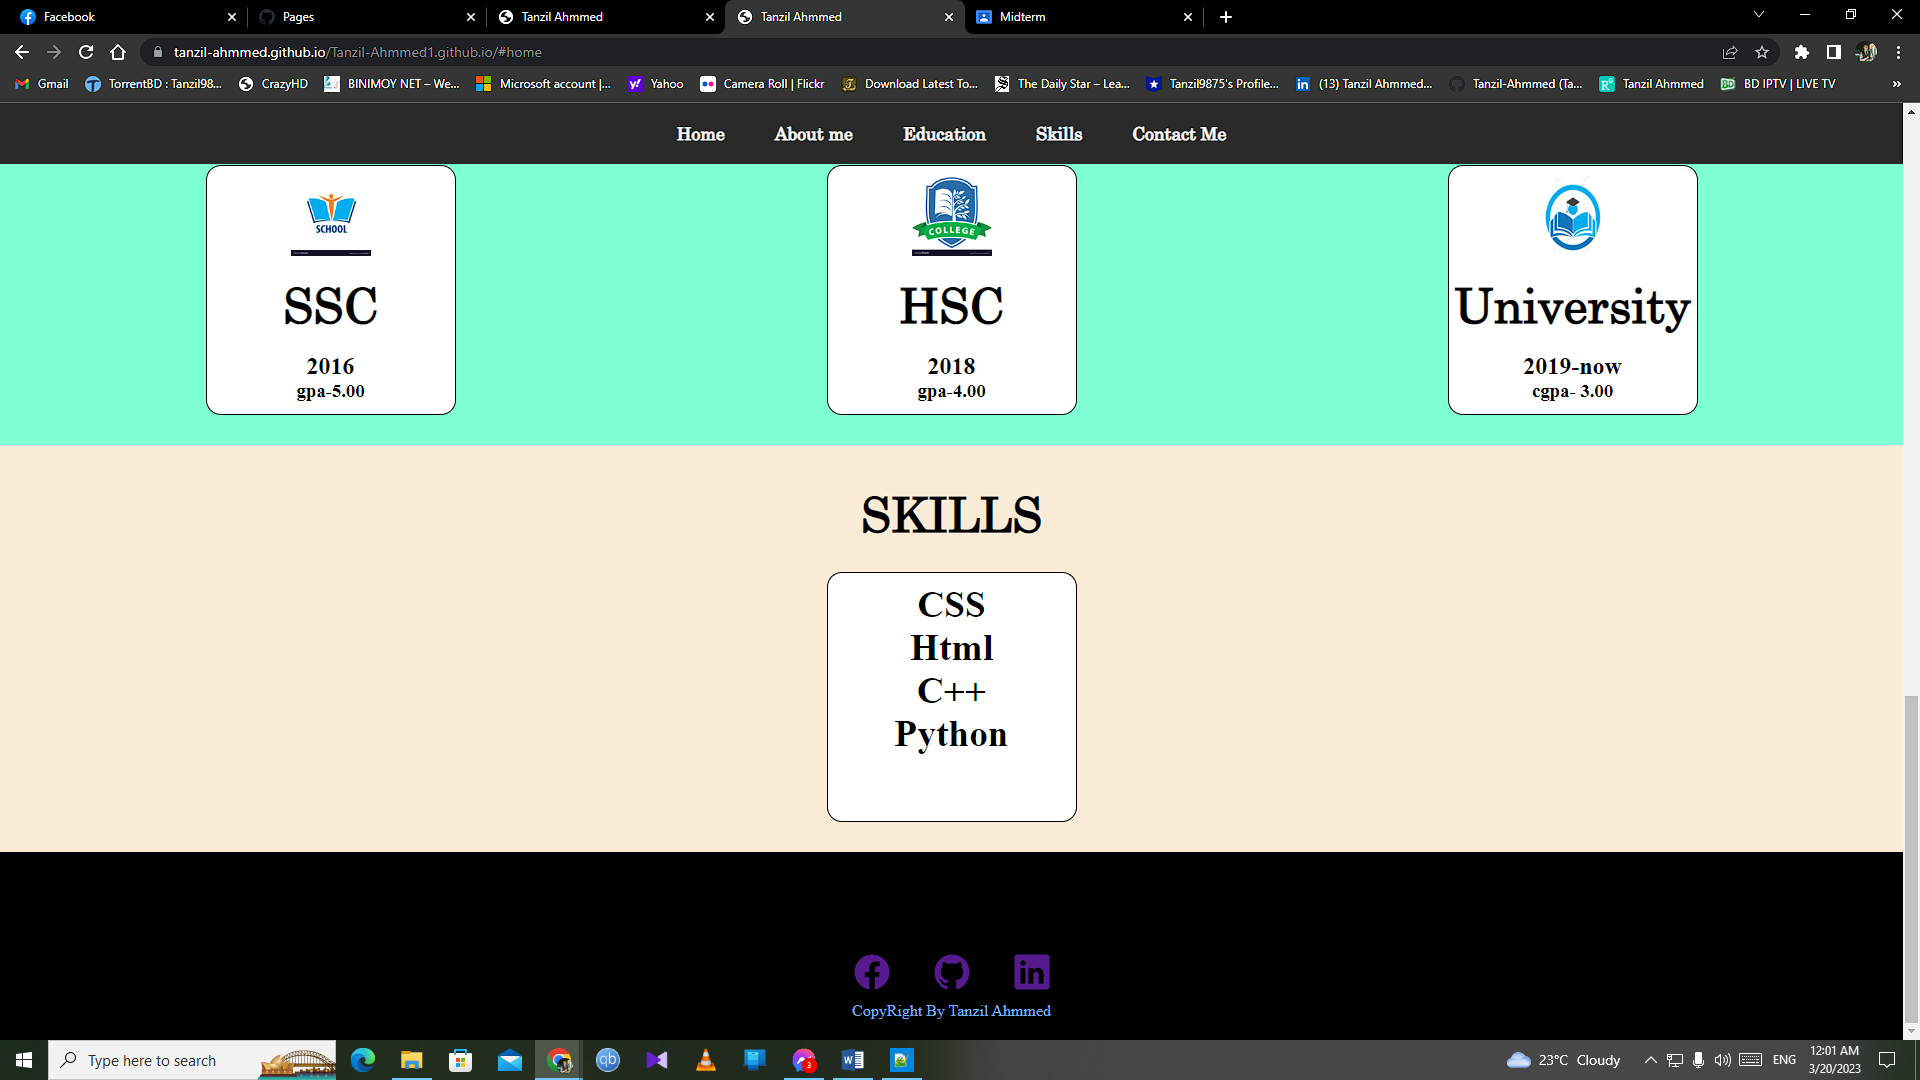 Facebook
Pages
Tanzil Ahmmed
Tanzil Ahmmed
Midterm
tanzil-ahmmed.github.io/Tanzil-Ahmmed1.github.io/#home
Gmail
TorrentBD : Tanzil98...
CrazyHD
BINIMOY NET – We...
Microsoft account |...
Yahoo
Camera Roll | Flickr
Download Latest To...
The Daily Star – Lea...
Tanzil9875's Profile...
(13) Tanzil Ahmmed...
Tanzil-Ahmmed (Ta...
Tanzil Ahmmed
BD IPTV | LIVE TV
Home About me Education Skills Contact Me
SCHOOL
SSC
2016
gpa-5.00
COLLEGE
HSC
2018
gpa-4.00
University
2019-now
cgpa- 3.00
SKILLS
CSS
Html
C++
Python
CopyRight By Tanzil Ahmmed
Type here to search
23°C Cloudy
ENG
12:01 AM
3/20/2023